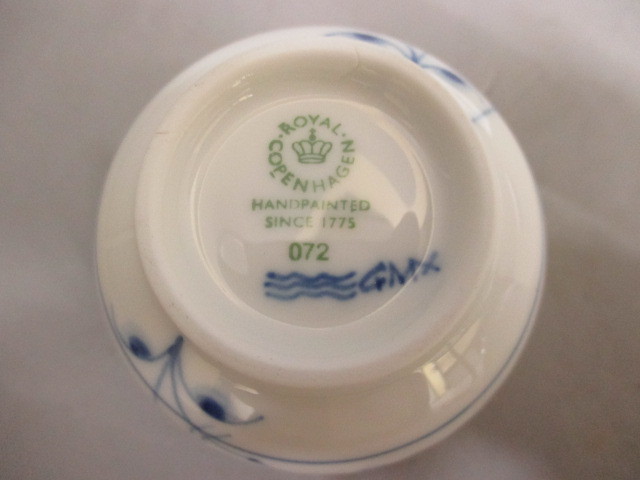 ROYAL
COPENHAGEN
HANDPAINTED
SINCE 1775
072
GMX